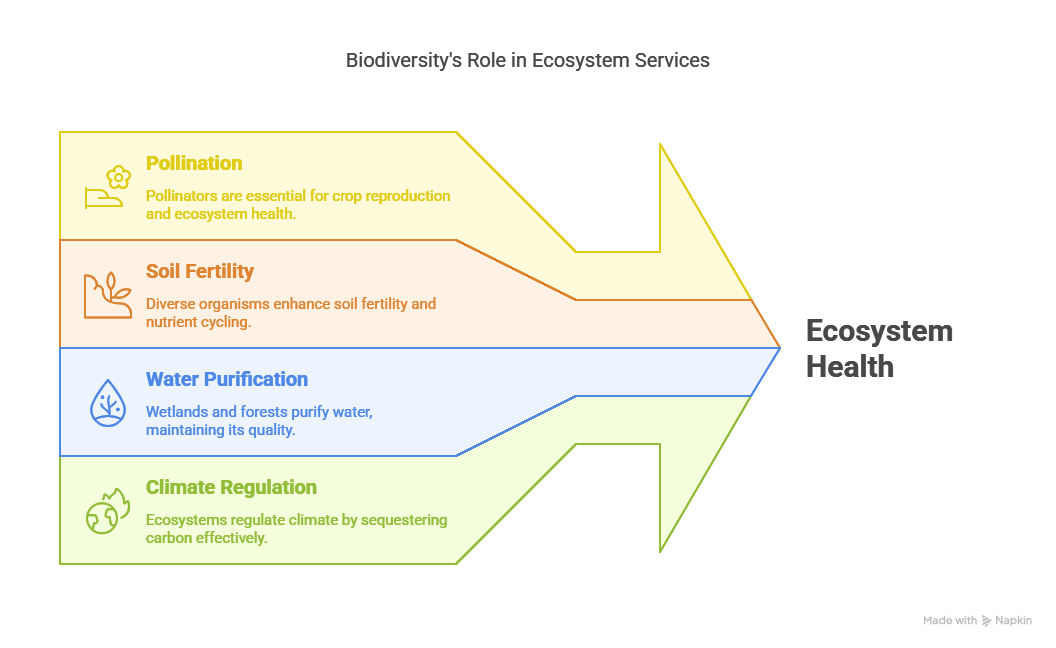 Biodiversity's Role in Ecosystem Services
Pollination
Pollinators are essential for crop reproduction
and ecosystem health.
Soil Fertility
Diverse organisms enhance soil fertility and
nutrient cycling.
Water Purification
Wetlands and forests purify water,
maintaining its quality.
Climate Regulation
Ecosystems regulate climate by sequestering
carbon effectively.
Ecosystem
Health
Made with Napkin